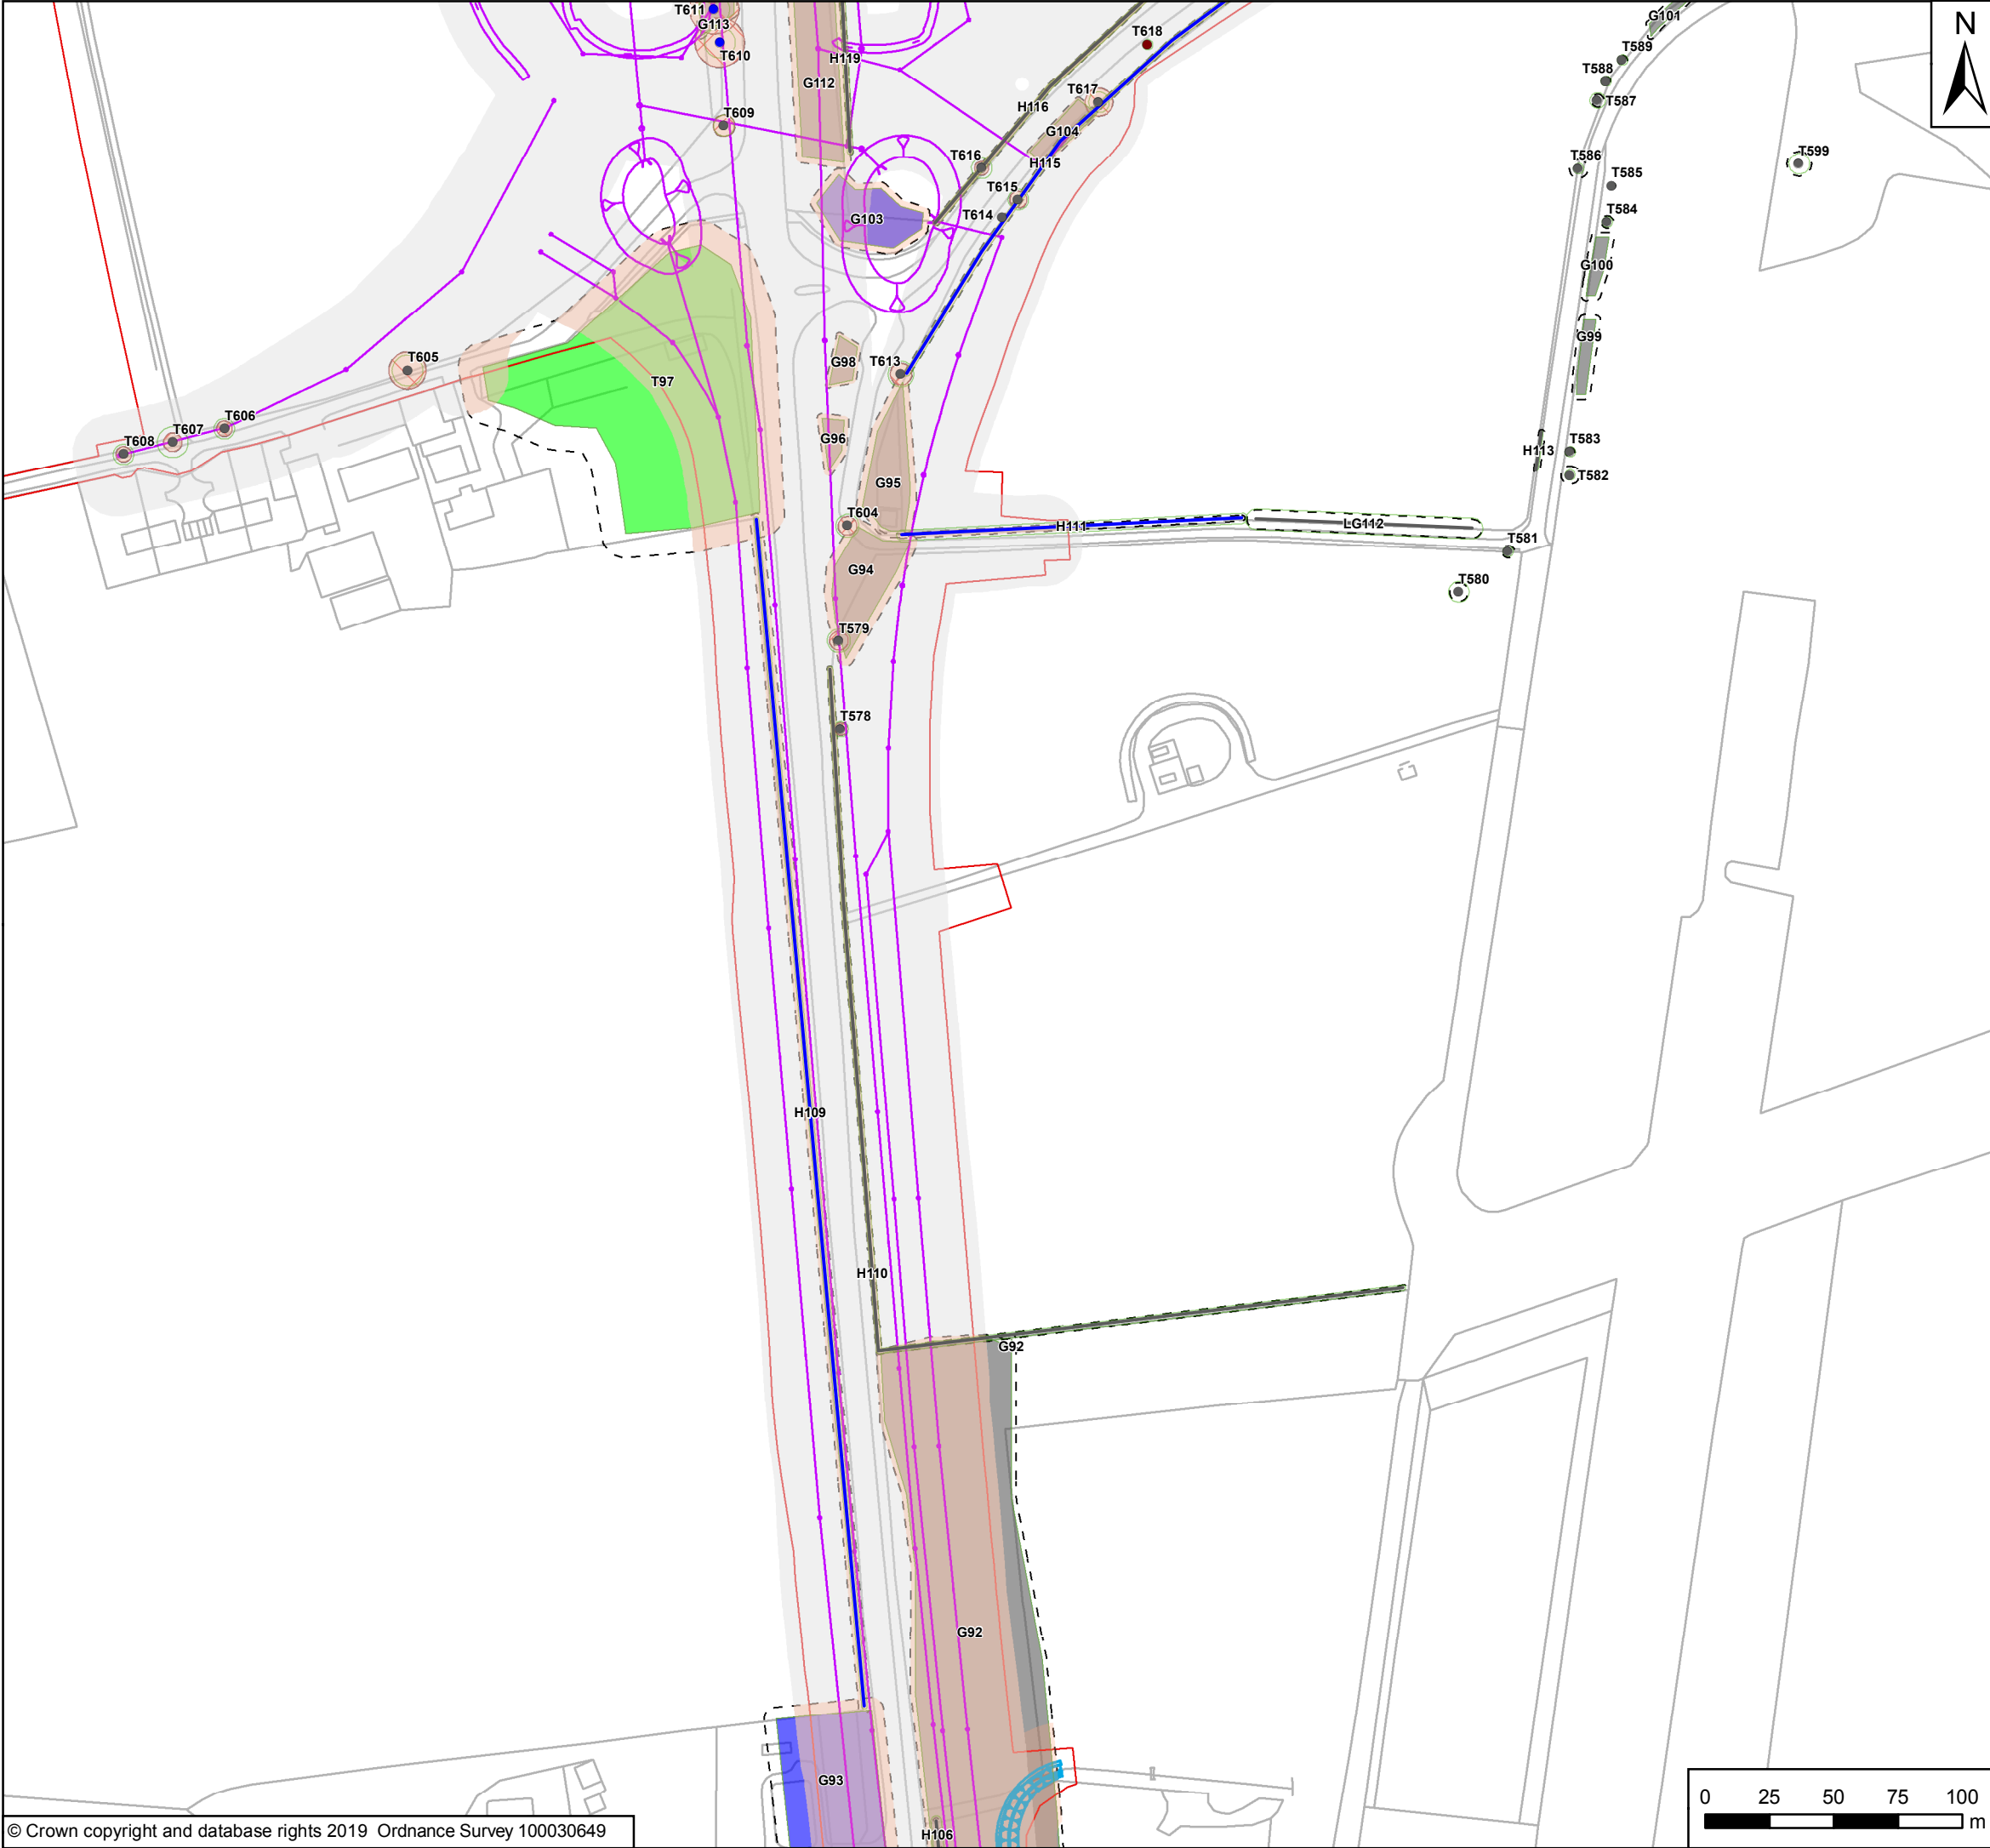 T611
G113
T610
H119
G112
T609
T618
T617
H116
G104
T616
H115
T615
T614
G103
G101
T589
T588
T587
T586
T585
T584
T599
G100
G99
N
T605
T97
G98
T613
T606
T607
T608
G96
G95
T604
H111
LG112
H113
T583
T582
T581
T580
G94
T579
T578
H109
H110
G92
G92
G93
H106
0 25 50 75 100
m
© Crown copyright and database rights 2019 Ordnance Survey 100030649